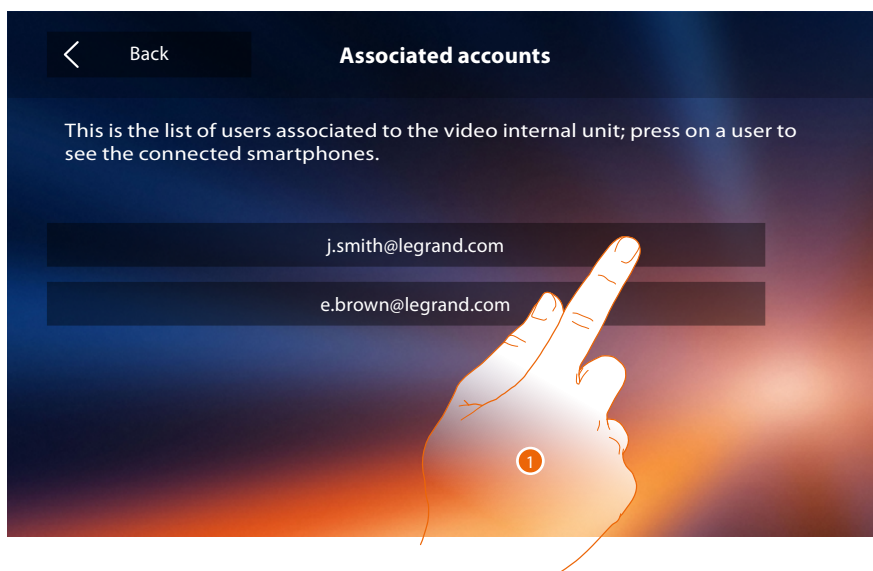 Back
Associated accounts
This is the list of users associated to the video internal unit; press on a user to
see the connected smartphones.
j.smith@legrand.com
e.brown@legrand.com
1